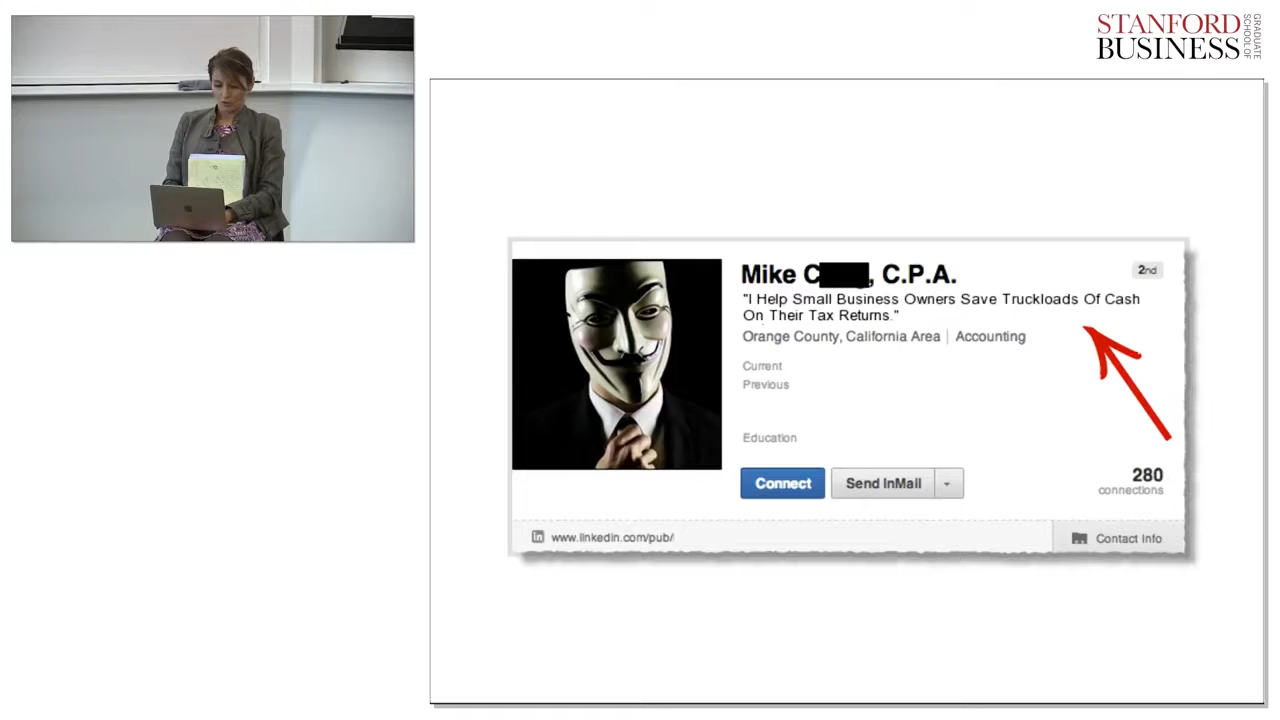 STANFORD
BUSINESS
GRADUATE
SCHOOL OF
Mike C , C.P.A.
2nd
"I Help Small Business Owners Save Truckloads Of Cash
On Their Tax Returns."
Orange County, California Area | Accounting
Current
Previous
Education
Connect
Send InMail
280
connections
in
www.linkedin.com/pub/
Contact Info